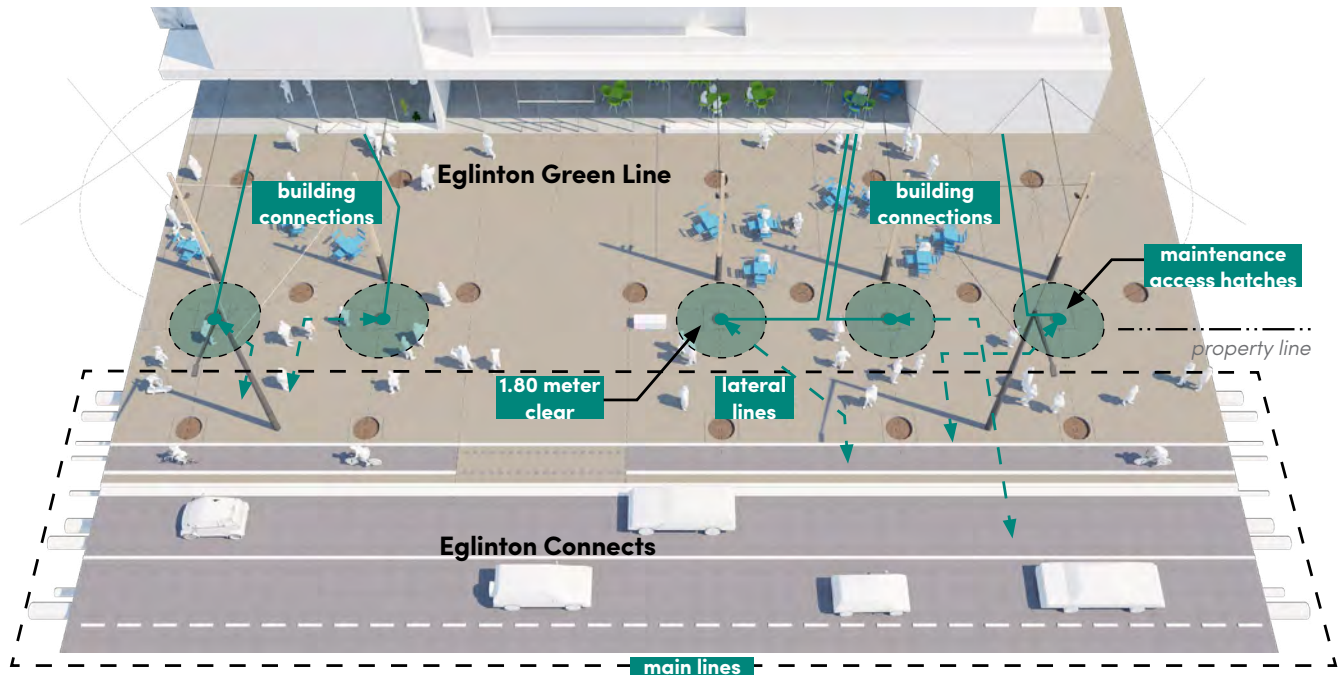 Eglinton Green Line
building
connections
building
connections
maintenance
access hatches
property line
1.80 meter
clear
lateral
lines
Eglinton Connects
main lines